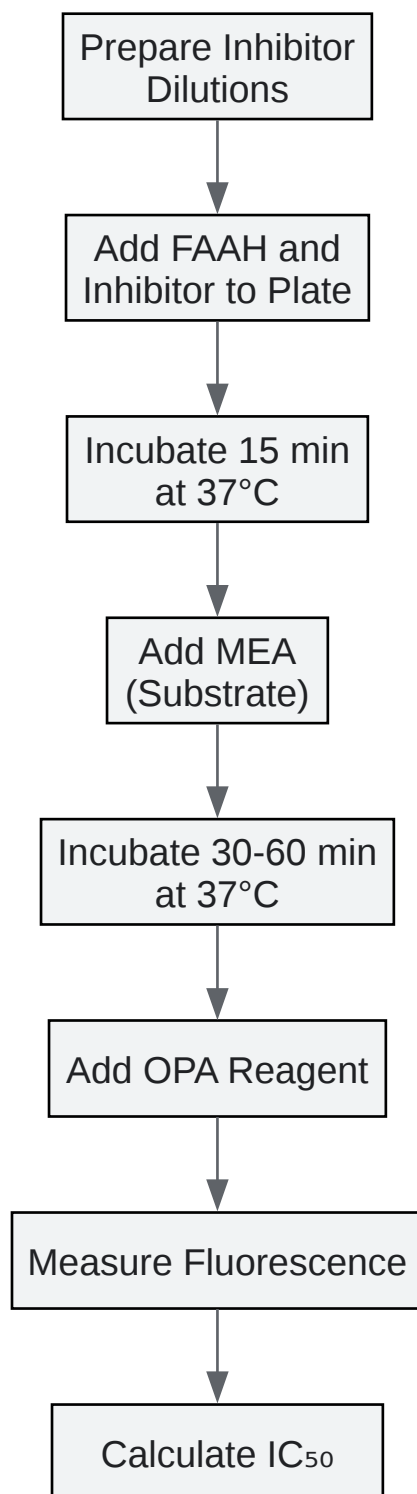 Prepare Inhibitor
Dilutions
Add FAAH and
Inhibitor to Plate
Incubate 15 min
at 37°C
Add MEA
(Substrate)
Incubate 30-60 min
at 37°C
Add OPA Reagent
Measure Fluorescence
Calculate IC₅₀